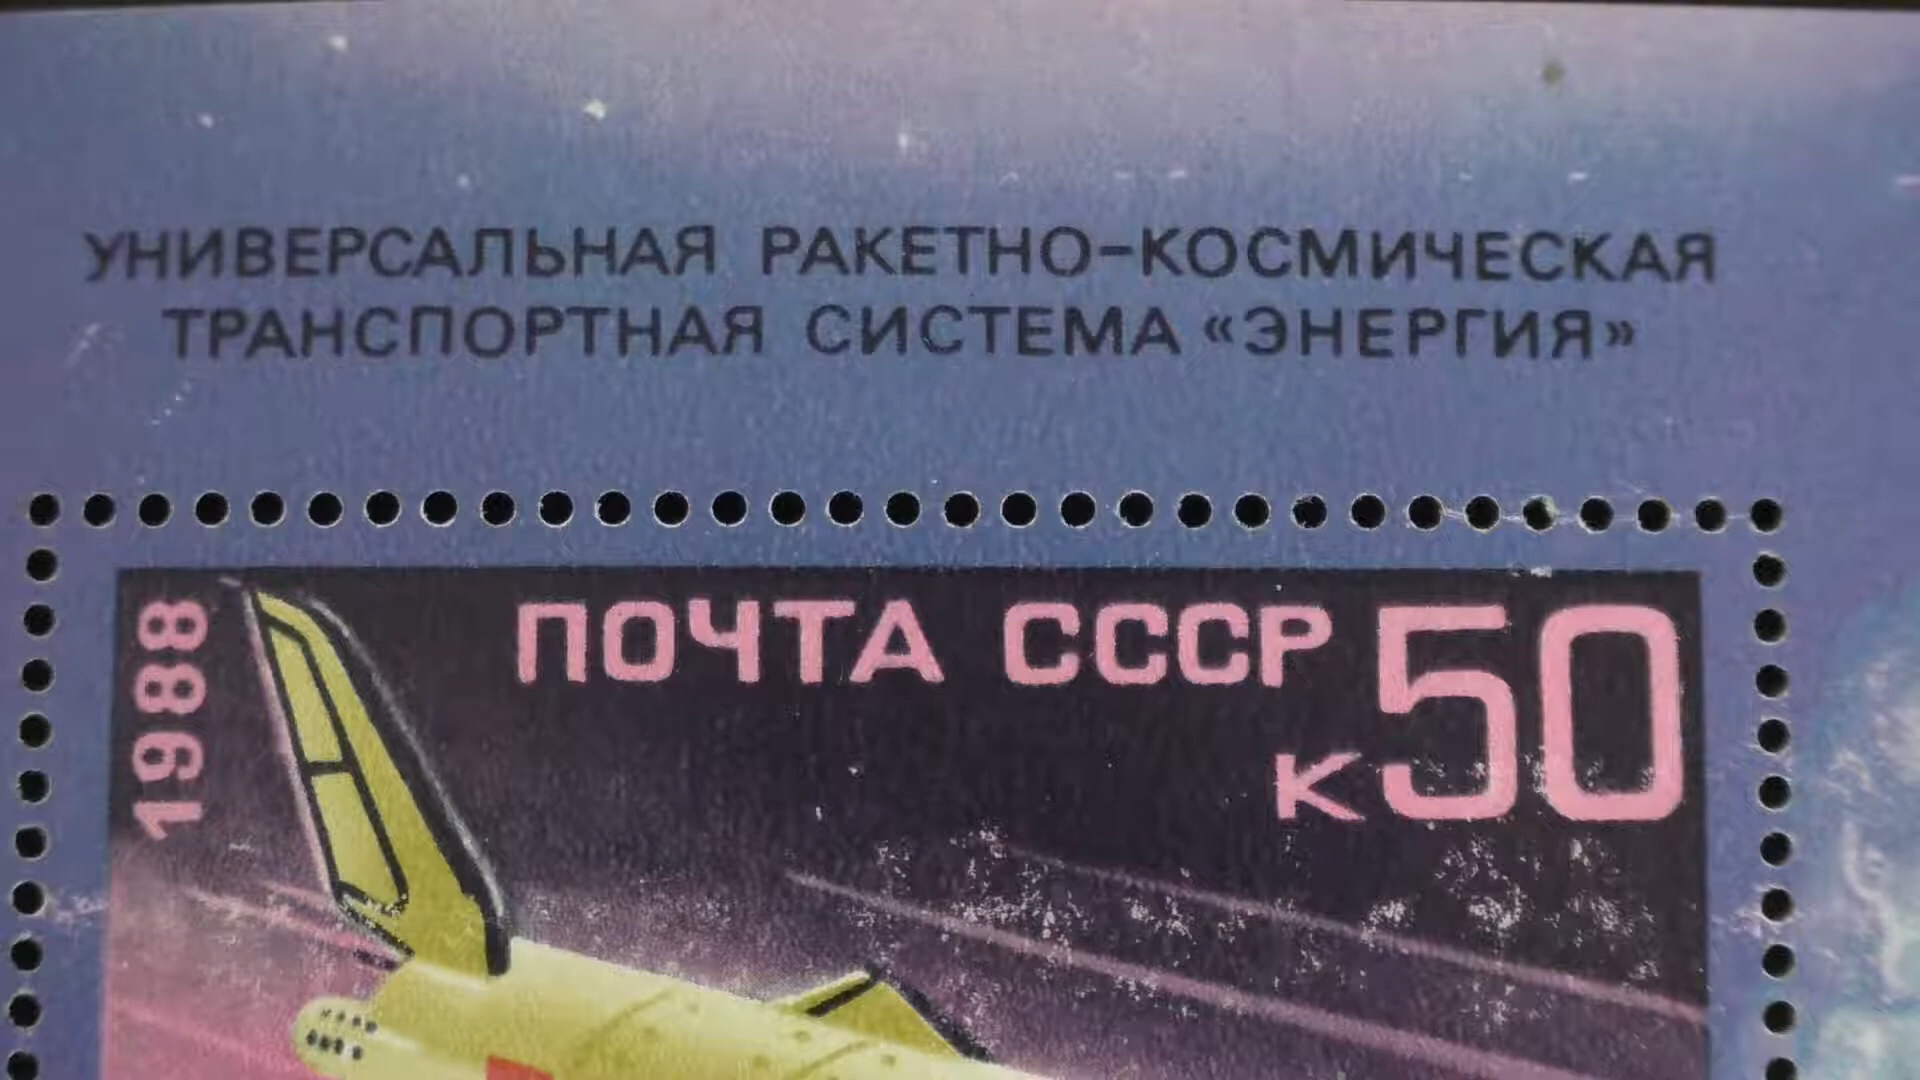 УНИВЕРСАЛЬНАЯ РАКЕТНО-КОСМИЧЕСКАЯ
ТРАНСПОРТНАЯ СИСТЕМА «ЭНЕРГИЯ»
1988
ПОЧТА СССР
к50